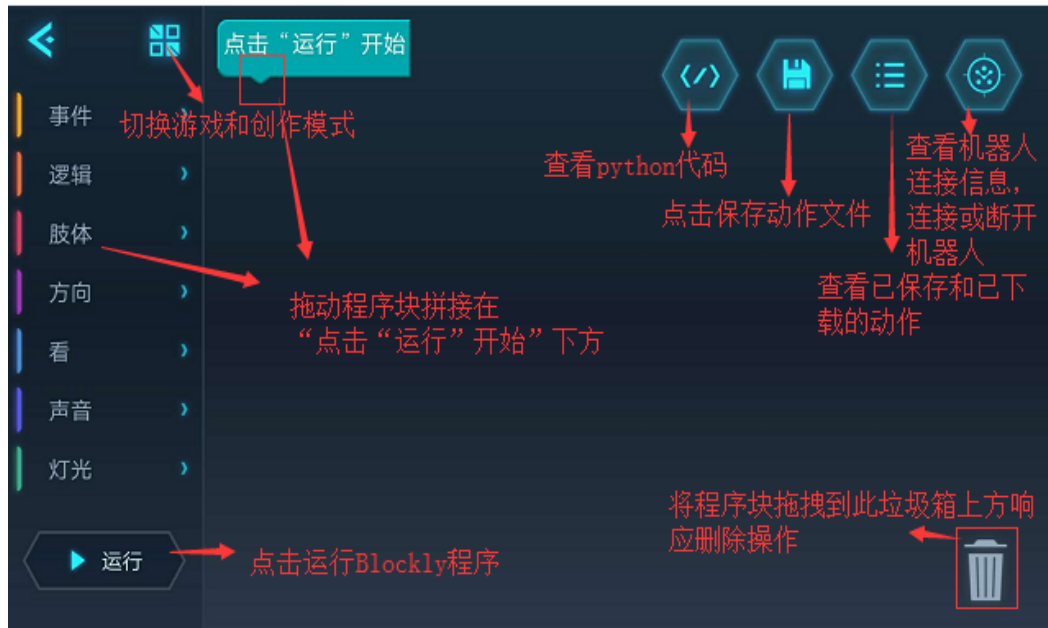 点击“运行”开始
切换游戏和创作模式
事件
逻辑
肢体
方向
看
声音
灯光
运行
查看python代码
点击保存动作文件
查看已保存和已下
载的动作
查看机器人
连接信息，
连接或断开
机器人
拖动程序块拼接在
“点击“运行”开始”下方
点击运行Blockly程序
将程序块拖拽到此垃圾箱上方响
应删除操作